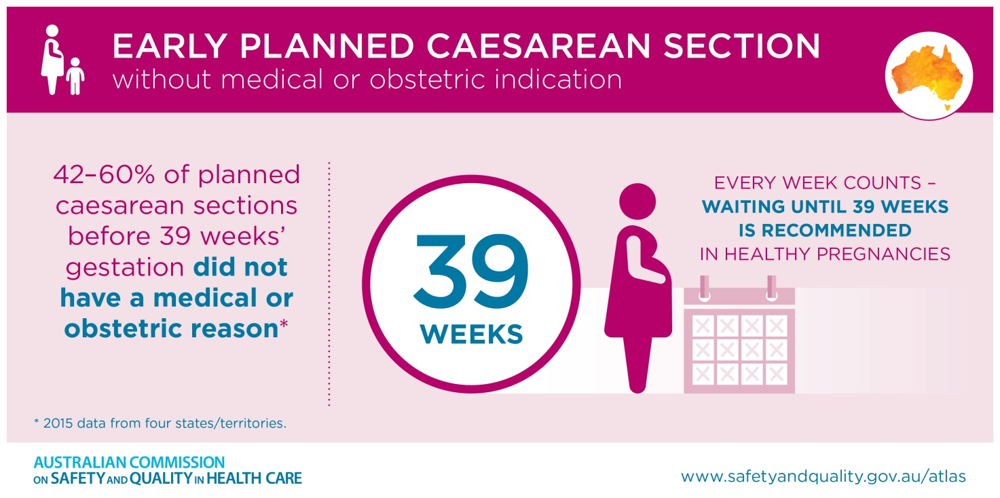 EARLY PLANNED CAESAREAN SECTION
without medical or obstetric indication
42–60% of planned
caesarean sections
before 39 weeks’
gestation did not
have a medical or
obstetric reason*
39
WEEKS
EVERY WEEK COUNTS –
WAITING UNTIL 39 WEEKS
IS RECOMMENDED
IN HEALTHY PREGNANCIES
* 2015 data from four states/territories.
AUSTRALIAN COMMISSION
ON SAFETY AND QUALITY IN HEALTH CARE
www.safetyandquality.gov.au/atlas